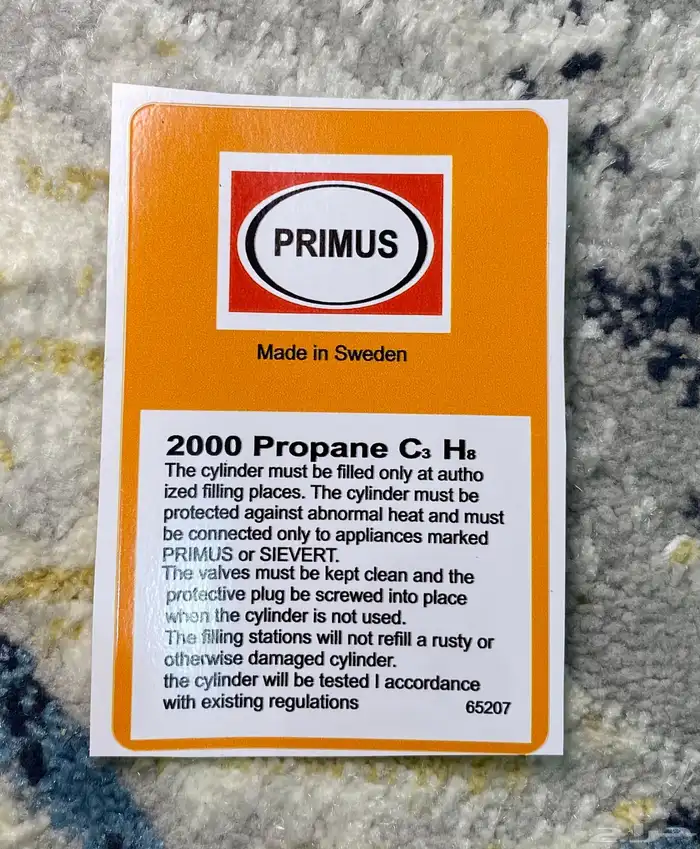 PRIMUS
Made in Sweden
2000 Propane C3 H8
The cylinder must be filled only at autho
ized filling places. The cylinder must be
protected against abnormal heat and must
be connected only to appliances marked
PRIMUS or SIEVERT.
The valves must be kept clean and the
protective plug be screwed into place
when the cylinder is not used.
The filling stations will not refill a rusty or
otherwise damaged cylinder.
the cylinder will be tested I accordance
with existing regulations
65207
حراج